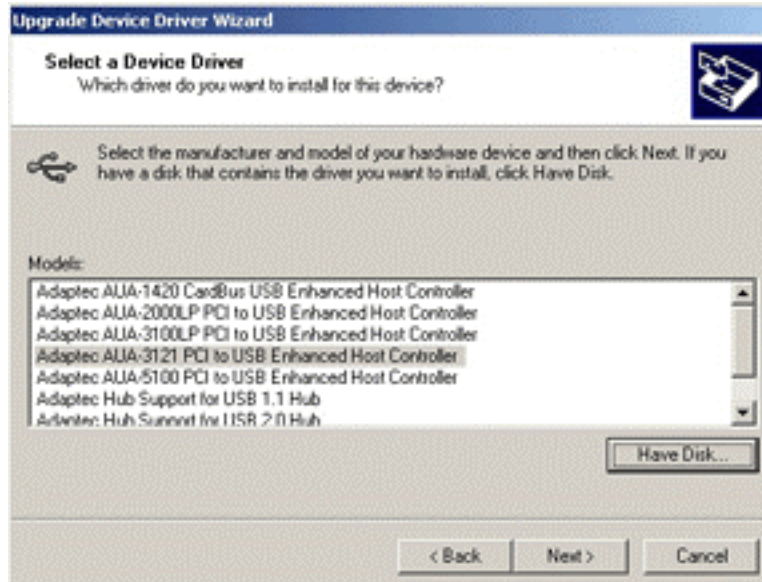 Upgrade Device Driver Wizard
Select a Device Driver
Which driver do you want to install for this device?
Select the manufacturer and model of your hardware device and then click Next. If you
have a disk that contains the driver you want to install, click Have Disk.
Models:
Adaptec AUA-1420 CardBus USB Enhanced Host Controller
Adaptec AUA-2000LP PCI to USB Enhanced Host Controller
Adaptec AUA-3100LP PCI to USB Enhanced Host Controller
Adaptec AUA-3121 PCI to USB Enhanced Host Controller
Adaptec AUA-5100 PCI to USB Enhanced Host Controller
Adaptec Hub Support for USB 1.1 Hub
Adaptec Hub Support for USB 2.0 Hub
Have Disk...
< Back
Next >
Cancel